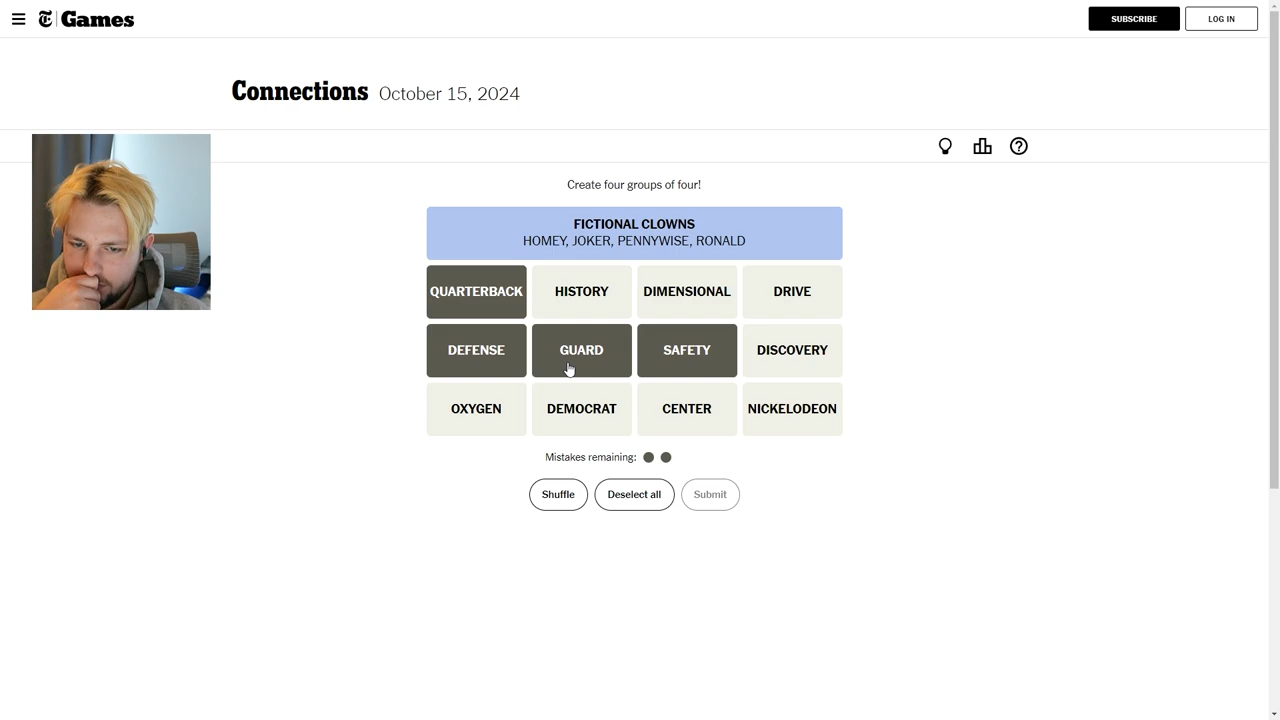 Games
SUBSCRIBE
LOG IN
Connections October 15, 2024
Create four groups of four!
FICTIONAL CLOWNS
HOMEY, JOKER, PENNYWISE, RONALD
QUARTERBACK HISTORY DIMENSIONAL DRIVE
DEFENSE GUARD SAFETY DISCOVERY
OXYGEN DEMOCRAT CENTER NICKELODEON
Mistakes remaining:
Shuffle Deselect all Submit